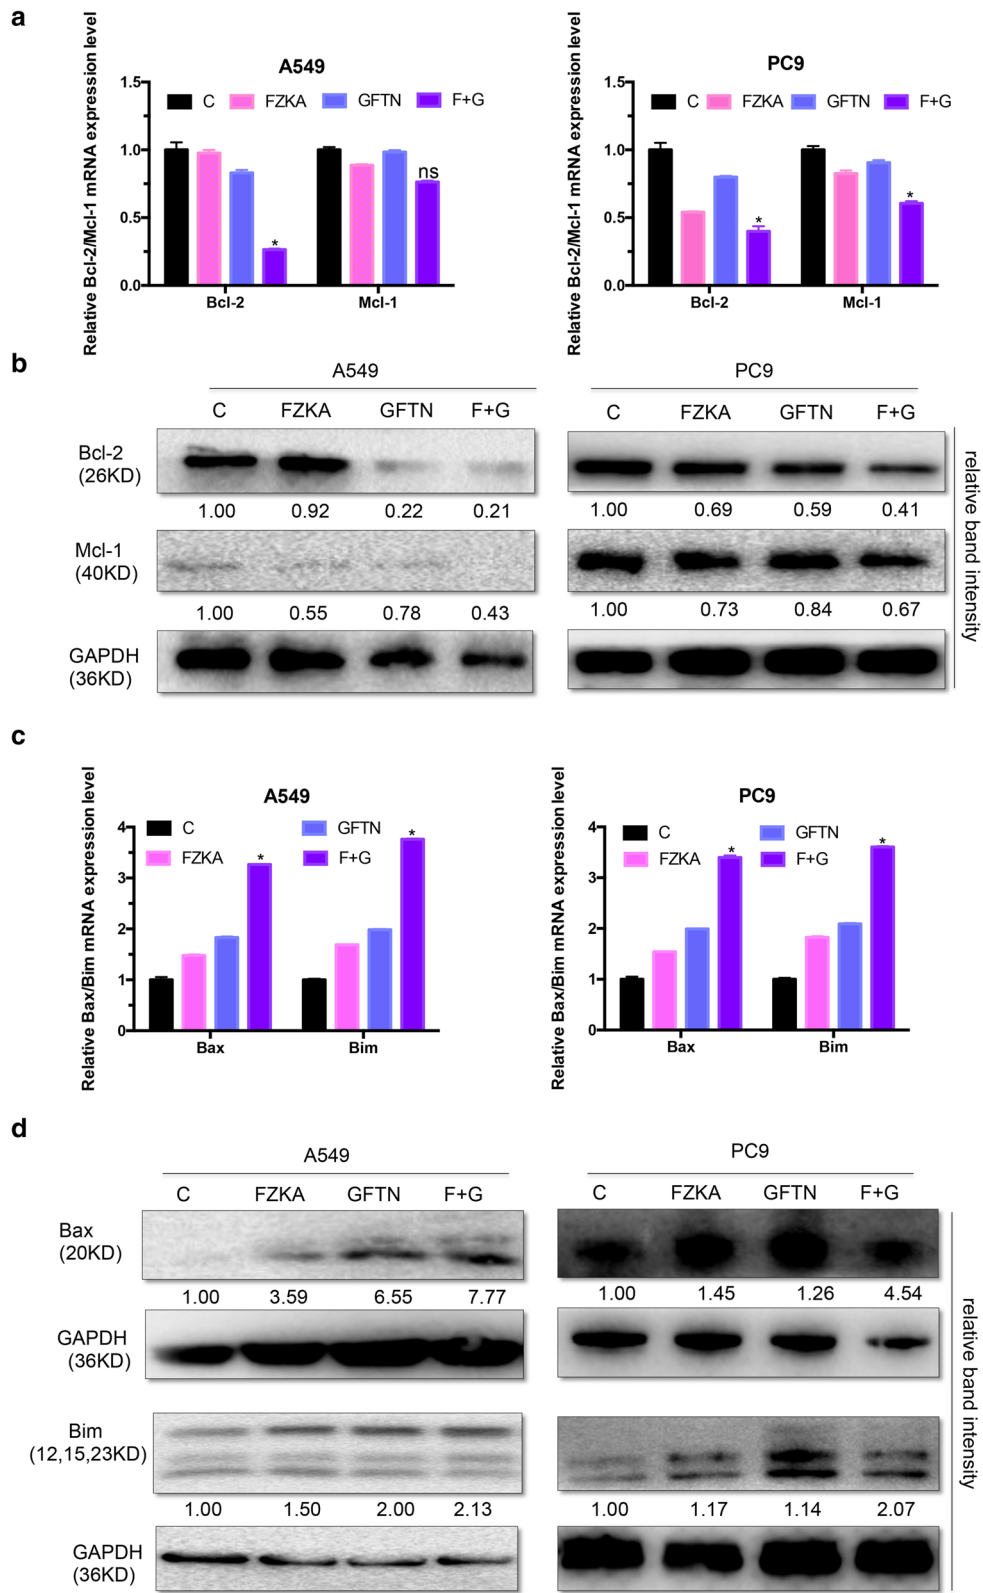 a
A549
Relative Bcl-2/Mcl-1 mRNA expression level
C FZKA GFTN F+G
1.5
1.0
0.5
0.0
ns
*
Bcl-2 Mcl-1
PC9
Relative Bcl-2/Mcl-1 mRNA expression level
C FZKA GFTN F+G
1.5
1.0
0.5
0.0
*
*
Bcl-2 Mcl-1
b
A549 PC9
C FZKA GFTN F+G C FZKA GFTN F+G
Bcl-2
(26KD)
1.00 0.92 0.22 0.21 1.00 0.69 0.59 0.41
Mcl-1
(40KD)
1.00 0.55 0.78 0.43 1.00 0.73 0.84 0.67
GAPDH
(36KD)
relative band intensity
c
A549
Relative Bax/Bim mRNA expression level
C GFTN
FZKA F+G
4
3
2
1
0
*
*
Bax Bim
PC9
Relative Bax/Bim mRNA expression level
C GFTN
FZKA F+G
4
3
2
1
0
*
*
Bax Bim
d
A549 PC9
C FZKA GFTN F+G C FZKA GFTN F+G
Bax
(20KD)
1.00 3.59 6.55 7.77 1.00 1.45 1.26 4.54
GAPDH
(36KD)
Bim
(12,15,23KD)
1.00 1.50 2.00 2.13 1.00 1.17 1.14 2.07
GAPDH
(36KD)
relative band intensity